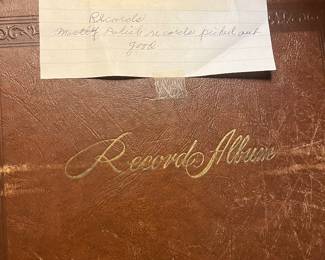 Records
Mostly Polish records picked out
good
Record Album